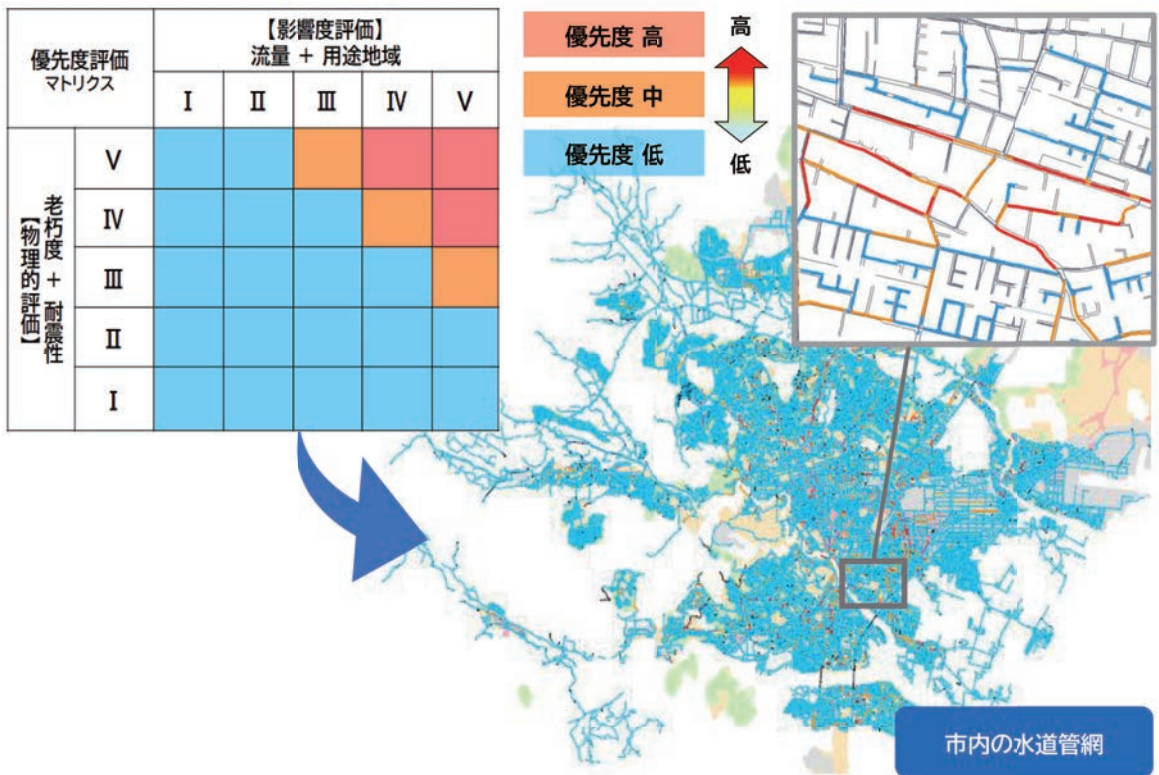 優先度評価
マトリクス
【影響度評価】
流量 + 用途地域
I II III IV V
【物理的評価】
老朽度 + 耐震性
V
IV
III
II
I
優先度 高
優先度 中
優先度 低
高
低
市内の水道管網